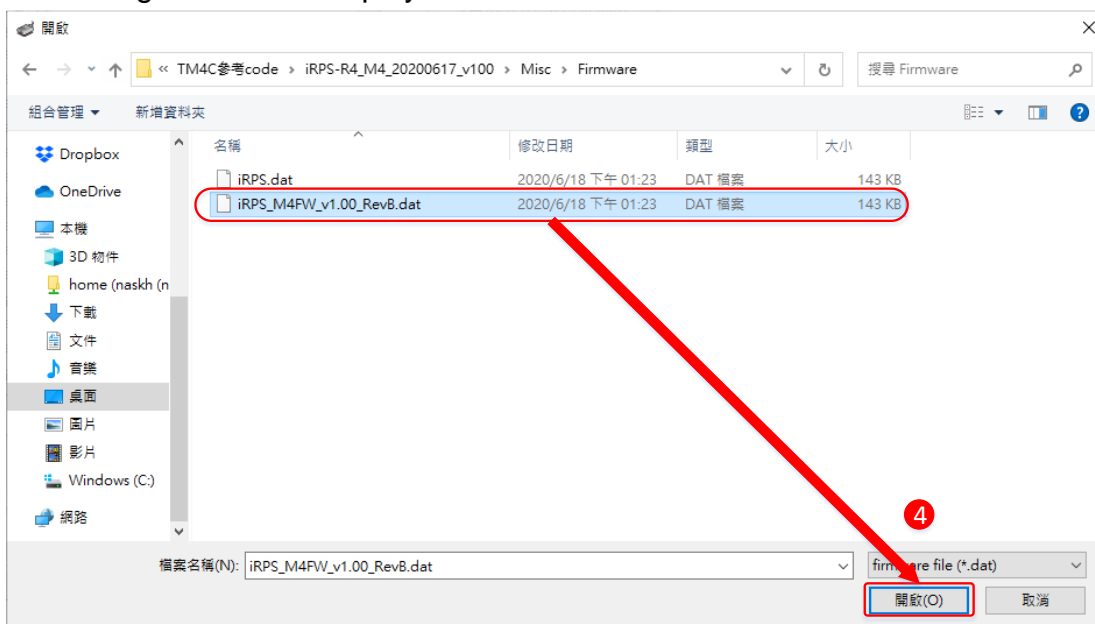 開啟
« TM4C參考code › iRPS-R4_M4_20200617_v100 › Misc › Firmware
搜尋 Firmware
組合管理 新增資料夾
名稱 修改日期 類型 大小
iRPS.dat 2020/6/18 下午 01:23 DAT 檔案 143 KB
iRPS_M4FW_v1.00_RevB.dat 2020/6/18 下午 01:23 DAT 檔案 143 KB
Dropbox
OneDrive
本機
3D 物件
home (naskh (n
下載
文件
音樂
桌面
圖片
影片
Windows (C:)
網路
4
檔案名稱(N): iRPS_M4FW_v1.00_RevB.dat
file (*.dat)
開啟(O) 取消